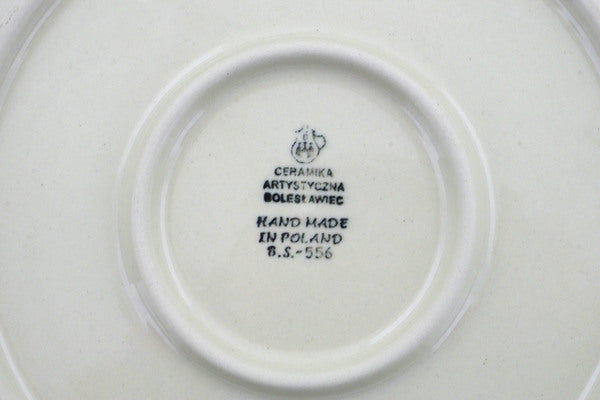 CERAMIKA
ARTYSTYCZNA
BOLESŁAWIEC
HAND MADE
IN POLAND
B.S.-556